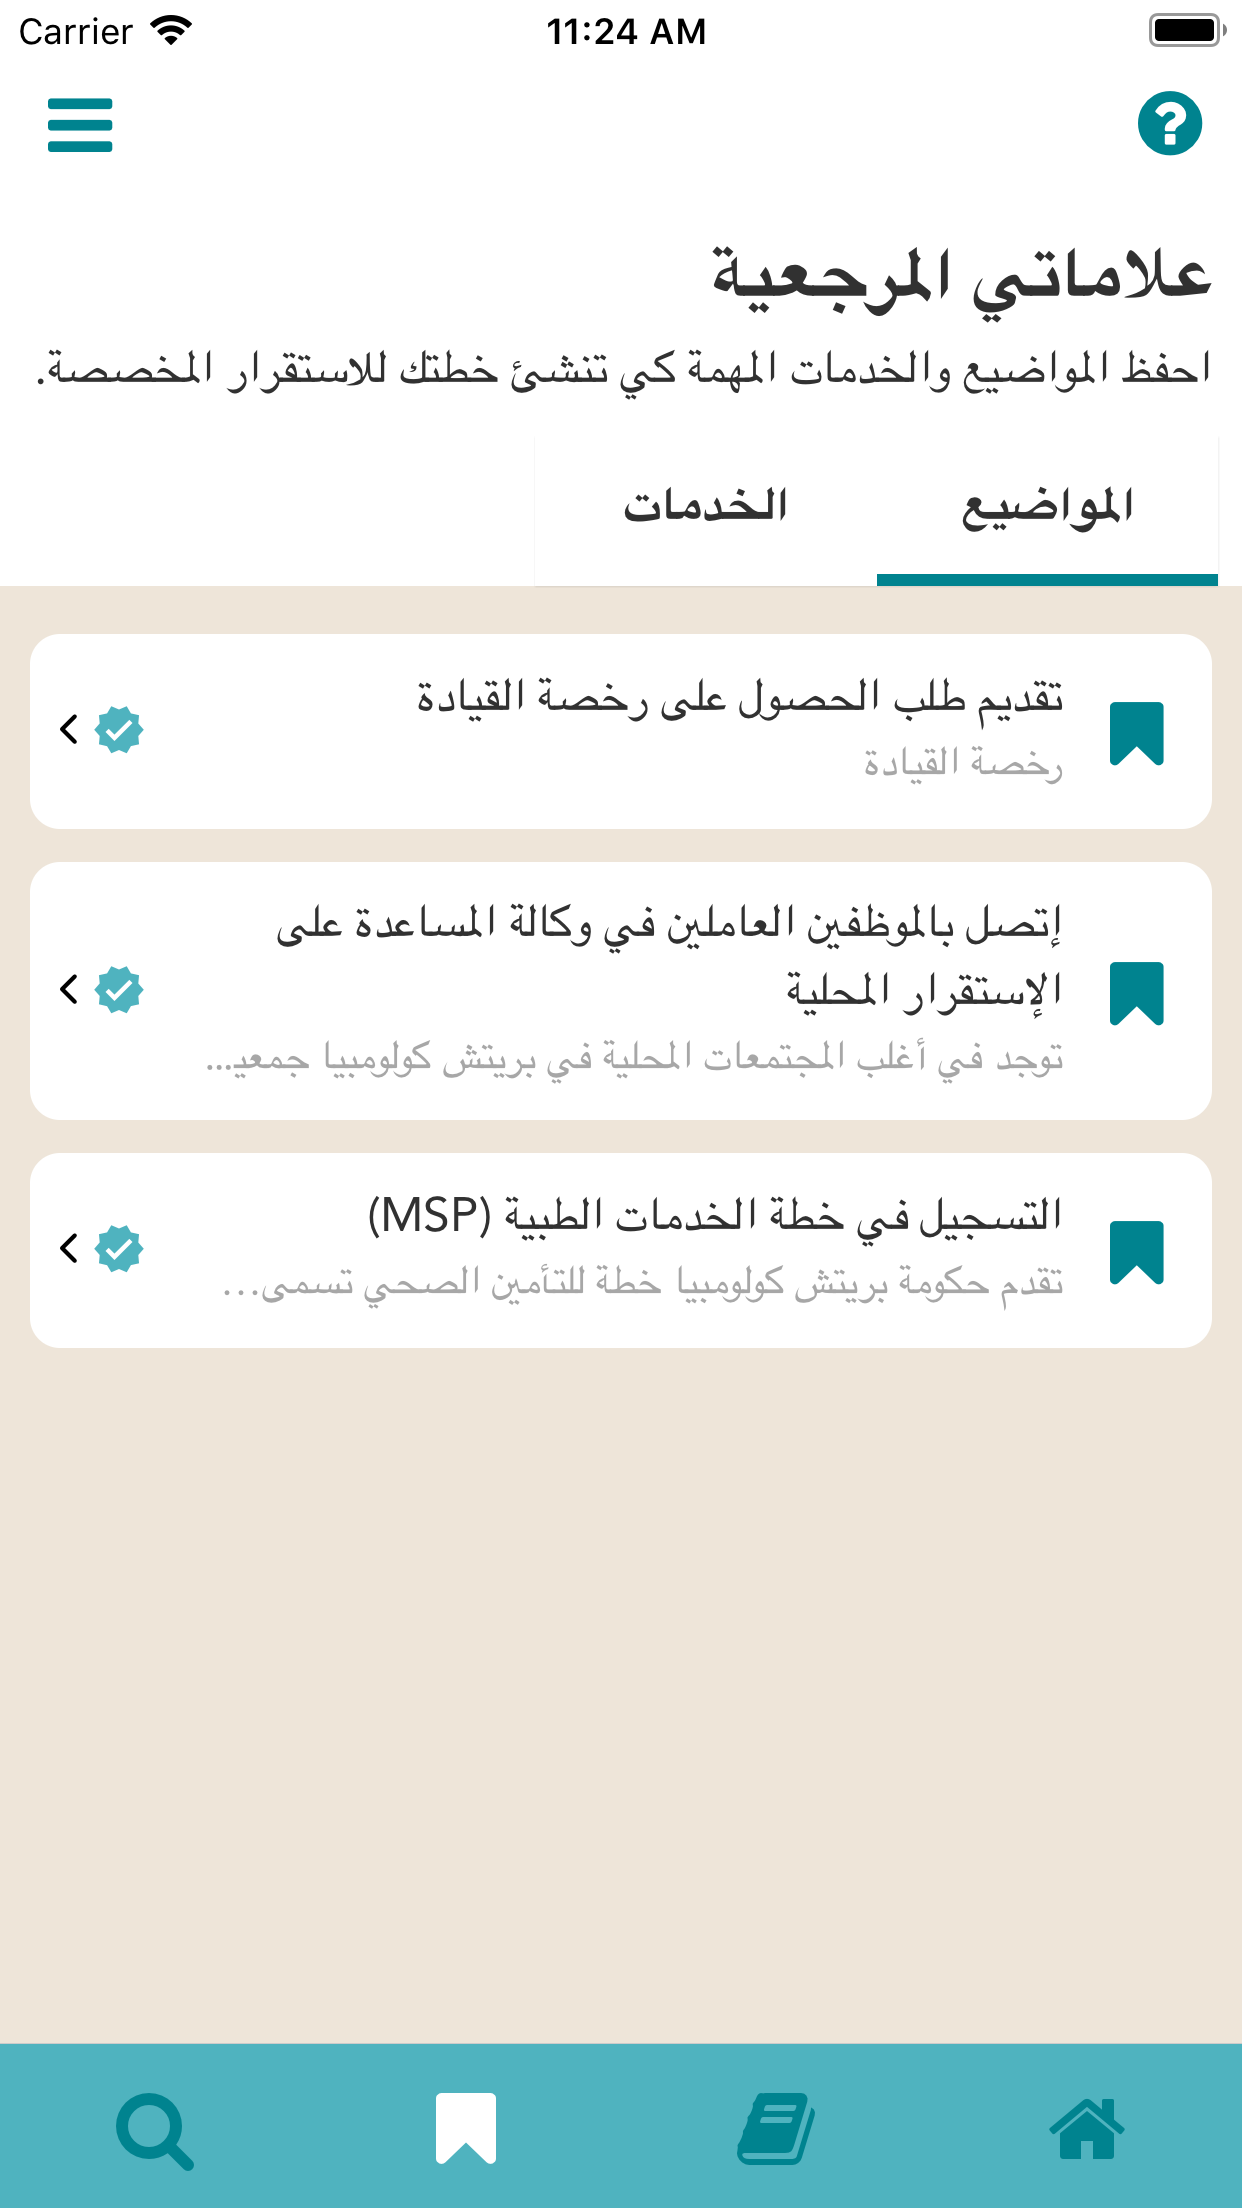 Carrier 11:24 AM
علاماتي المرجعية
احفظ المواضيع والخدمات المهمة كي تنشئ خطتك للاستقرار المخصصة.
المواضيع الخدمات
تقديم طلب الحصول على رخصة القيادة
رخصة القيادة
إتصل بالموظفين العاملين في وكالة المساعدة على
الإستقرار المحلية
توجد في أغلب المجتمعات المحلية في بريتش كولومبيا جمعيـ...
التسجيل في خطة الخدمات الطبية (MSP)
تقدم حكومة بريتش كولومبيا خطة للتأمين الصحي تسمى...